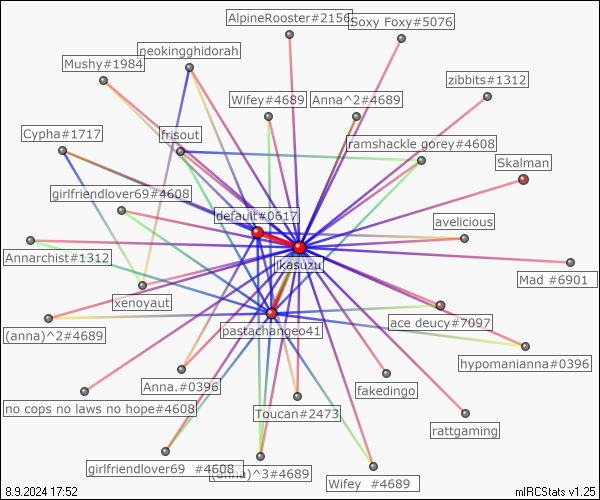 AlpineRooster#2156
Soxy Foxy#5076
neokingghidorah
Mushy#1984
zibbits#1312
Wifey#4689
Anna^2#4689
Cypha#1717
frisout
ramshackle gorey#4608
Skalman
girlfriendlover69#4608
default#0617
avelicious
Annarchist#1312
jkasuzu
Mad #6901
xenoyaut
pastachangeo41
ace deucy#7097
(anna)^2#4689
hypomanianna#0396
Anna.#0396
fakedingo
no cops no laws no hope#4608
Toucan#2473
rattgaming
girlfriendlover69 #4608
(anna)^3#4689
Wifey #4689
8.9.2024 17:52
mIRCStats v1.25